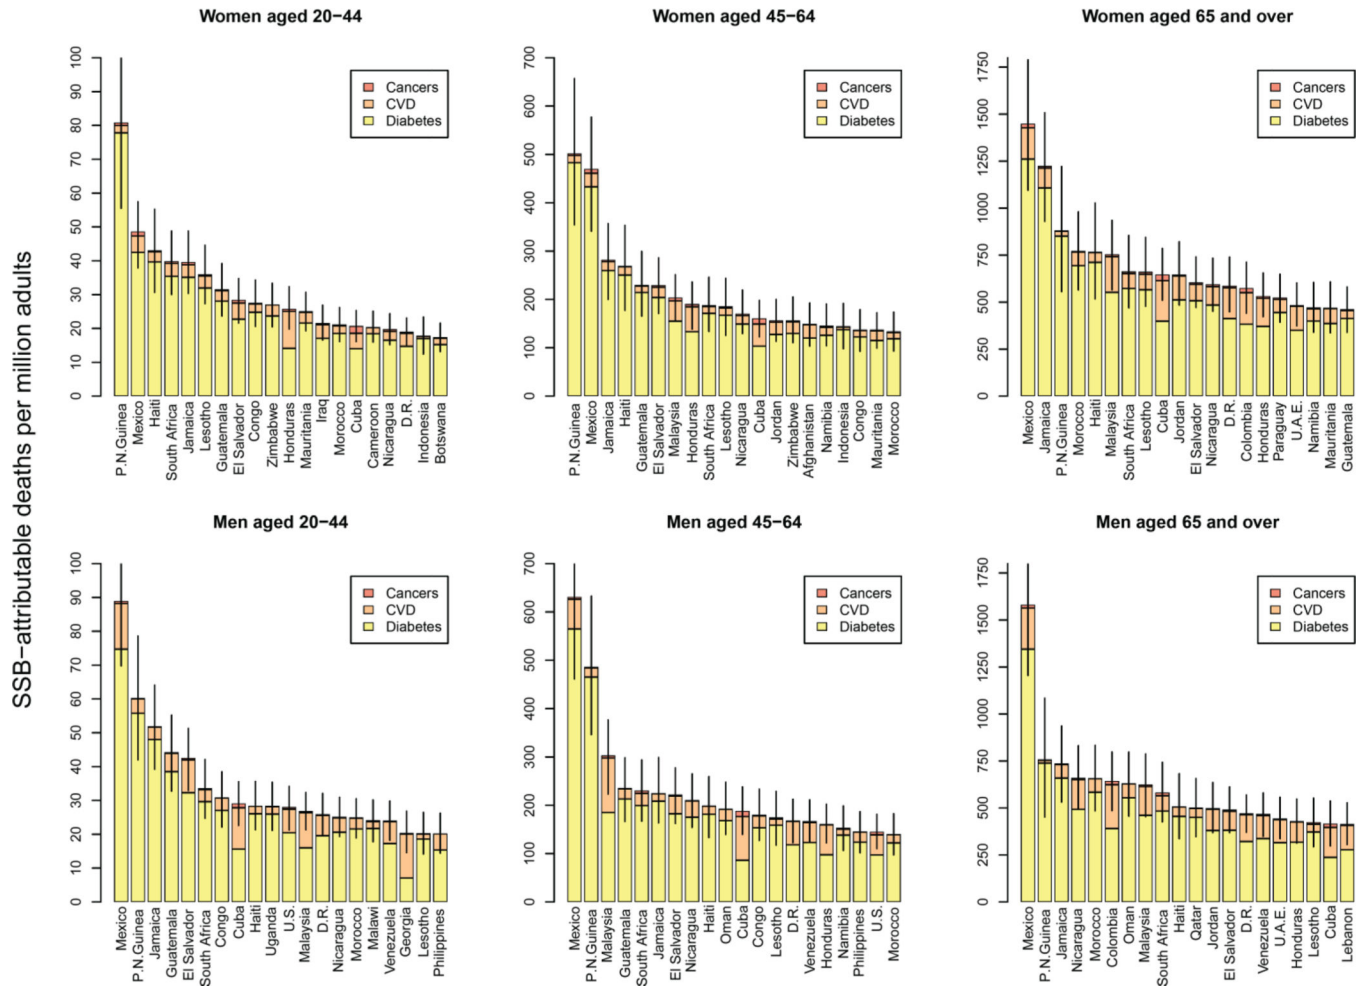 SSB−attributable deaths per million adults
Women aged 20−44
100
90
80
70
60
50
40
30
20
10
0
Cancers
CVD
Diabetes
P.N.Guinea
Mexico
Haiti
South Africa
Jamaica
Lesotho
Guatemala
El Salvador
Congo
Zimbabwe
Honduras
Mauritania
Iraq
Morocco
Cuba
Cameroon
Nicaragua
D.R.
Indonesia
Botswana
Women aged 45−64
700
600
500
400
300
200
100
0
Cancers
CVD
Diabetes
P.N.Guinea
Mexico
Jamaica
Haiti
Guatemala
El Salvador
Malaysia
Honduras
South Africa
Lesotho
Nicaragua
Cuba
Jordan
Zimbabwe
Afghanistan
Namibia
Indonesia
Congo
Mauritania
Morocco
Women aged 65 and over
1750
1500
1250
1000
750
500
250
0
Cancers
CVD
Diabetes
Mexico
Jamaica
P.N.Guinea
Morocco
Haiti
Malaysia
South Africa
Lesotho
Cuba
Jordan
El Salvador
Nicaragua
D.R.
Colombia
Honduras
Paraguay
U.A.E.
Namibia
Mauritania
Guatemala
Men aged 20−44
100
90
80
70
60
50
40
30
20
10
0
Cancers
CVD
Diabetes
Mexico
P.N.Guinea
Jamaica
Guatemala
El Salvador
South Africa
Congo
Cuba
Haiti
Uganda
U.S.
Malaysia
D.R.
Nicaragua
Morocco
Malawi
Venezuela
Georgia
Lesotho
Philippines
Men aged 45−64
700
600
500
400
300
200
100
0
Cancers
CVD
Diabetes
Mexico
P.N.Guinea
Malaysia
Guatemala
South Africa
Jamaica
El Salvador
Nicaragua
Haiti
Oman
Cuba
Congo
Lesotho
D.R.
Venezuela
Honduras
Namibia
Philippines
U.S.
Morocco
Men aged 65 and over
1750
1500
1250
1000
750
500
250
0
Cancers
CVD
Diabetes
Mexico
P.N.Guinea
Jamaica
Nicaragua
Morocco
Colombia
Oman
Malaysia
South Africa
Haiti
Qatar
Jordan
El Salvador
D.R.
Venezuela
U.A.E.
Honduras
Lesotho
Cuba
Lebanon